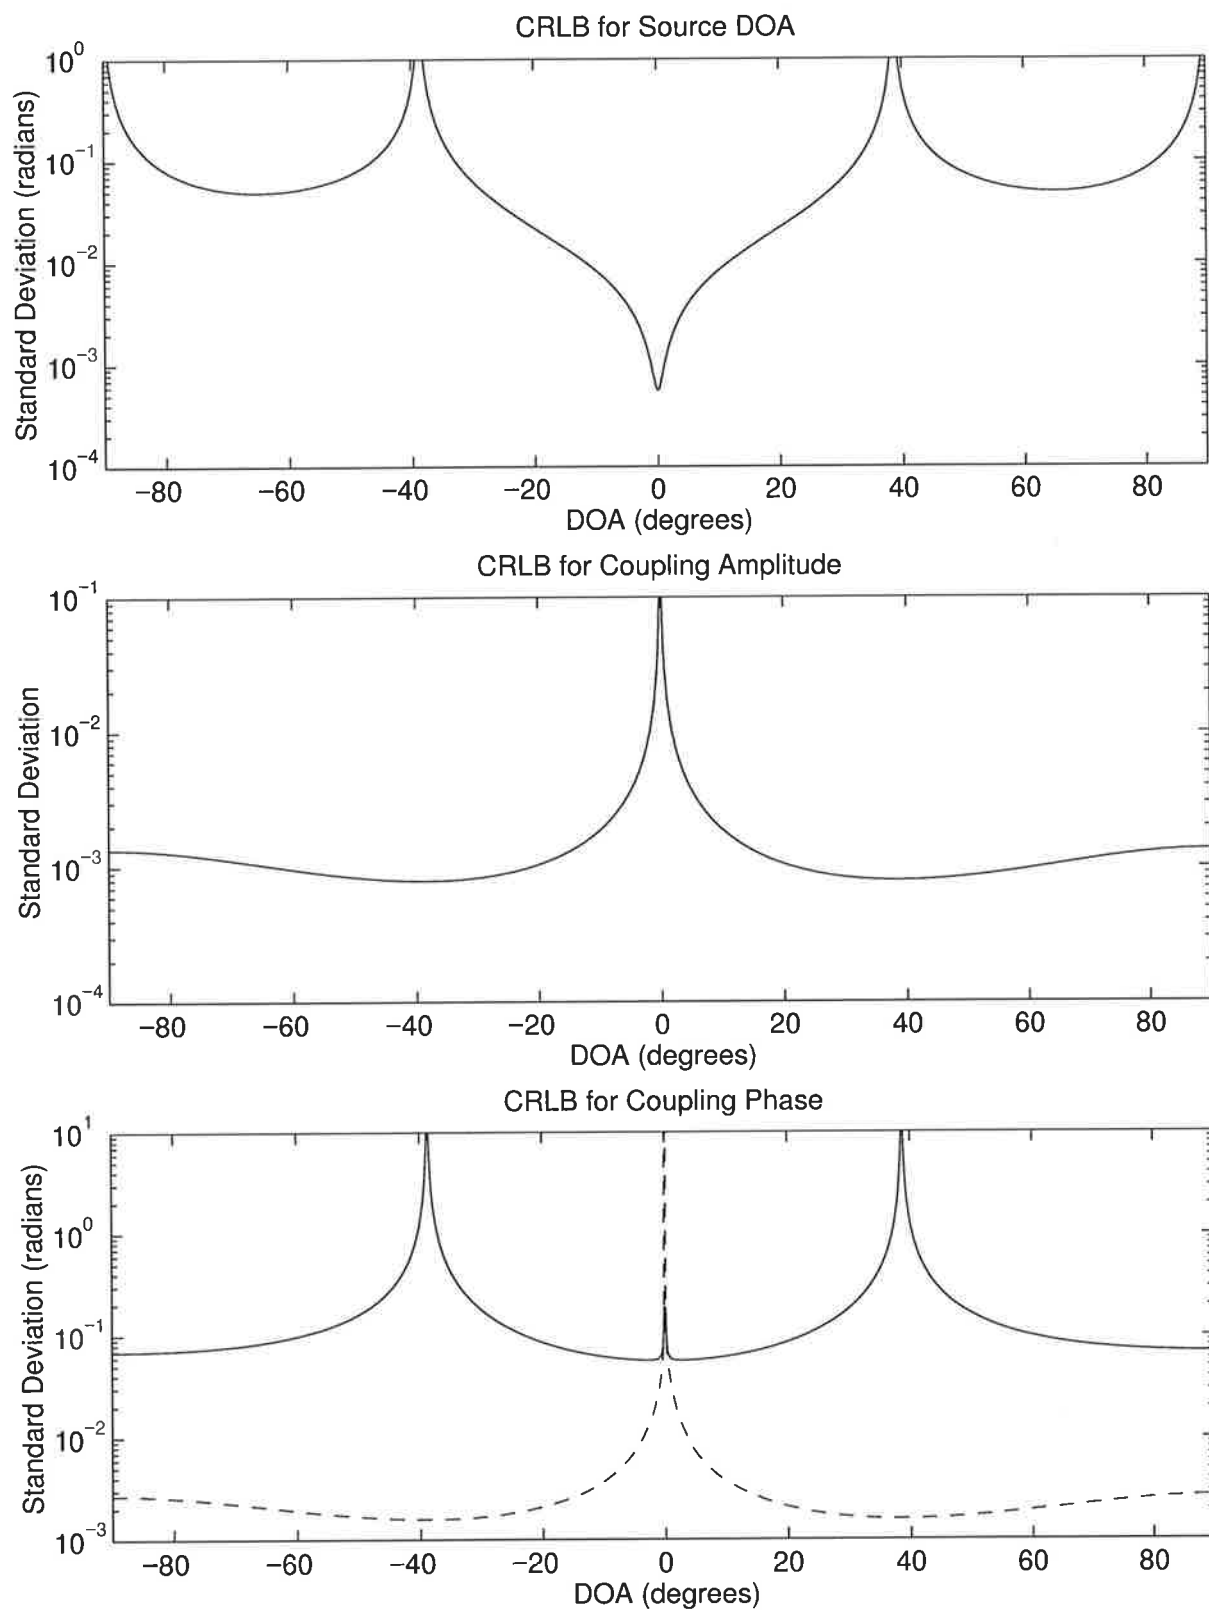 CRLB for Source DOA
10^0
10^−1
10^−2
10^−3
10^−4
Standard Deviation (radians)
−80 −60 −40 −20 0 20 40 60 80
DOA (degrees)
CRLB for Coupling Amplitude
10^−1
10^−2
10^−3
10^−4
Standard Deviation
−80 −60 −40 −20 0 20 40 60 80
DOA (degrees)
CRLB for Coupling Phase
10^1
10^0
10^−1
10^−2
10^−3
Standard Deviation (radians)
−80 −60 −40 −20 0 20 40 60 80
DOA (degrees)